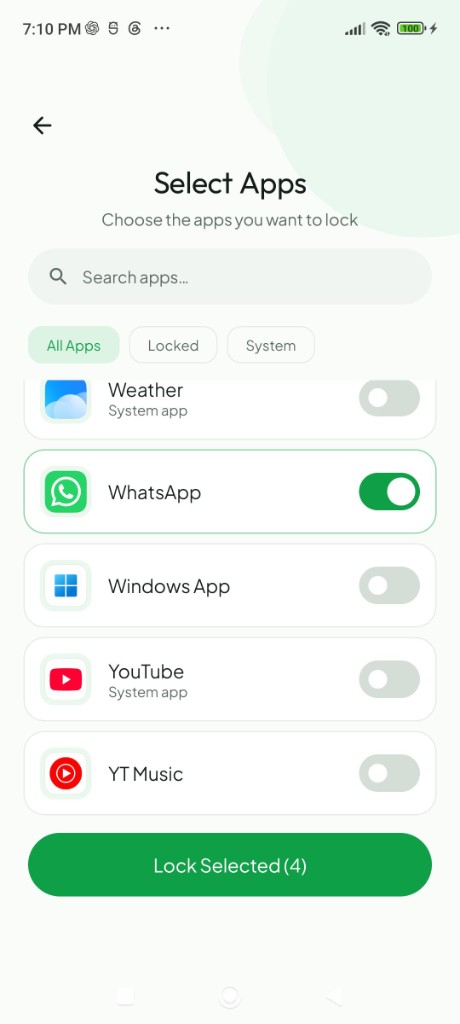 7:10 PM
100
Select Apps
Choose the apps you want to lock
Search apps...
All Apps
Locked
System
Weather
System app
WhatsApp
Windows App
YouTube
System app
YT Music
Lock Selected (4)